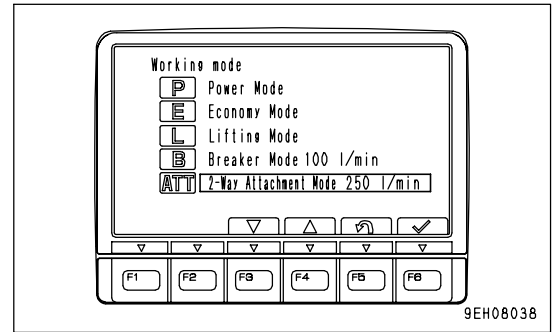 Working mode
P Power Mode
E Economy Mode
L Lifting Mode
B Breaker Mode 100 l/min
ATT 2-Way Attachment Mode 250 l/min
F1 F2 F3 F4 F5 F6
9EH08038